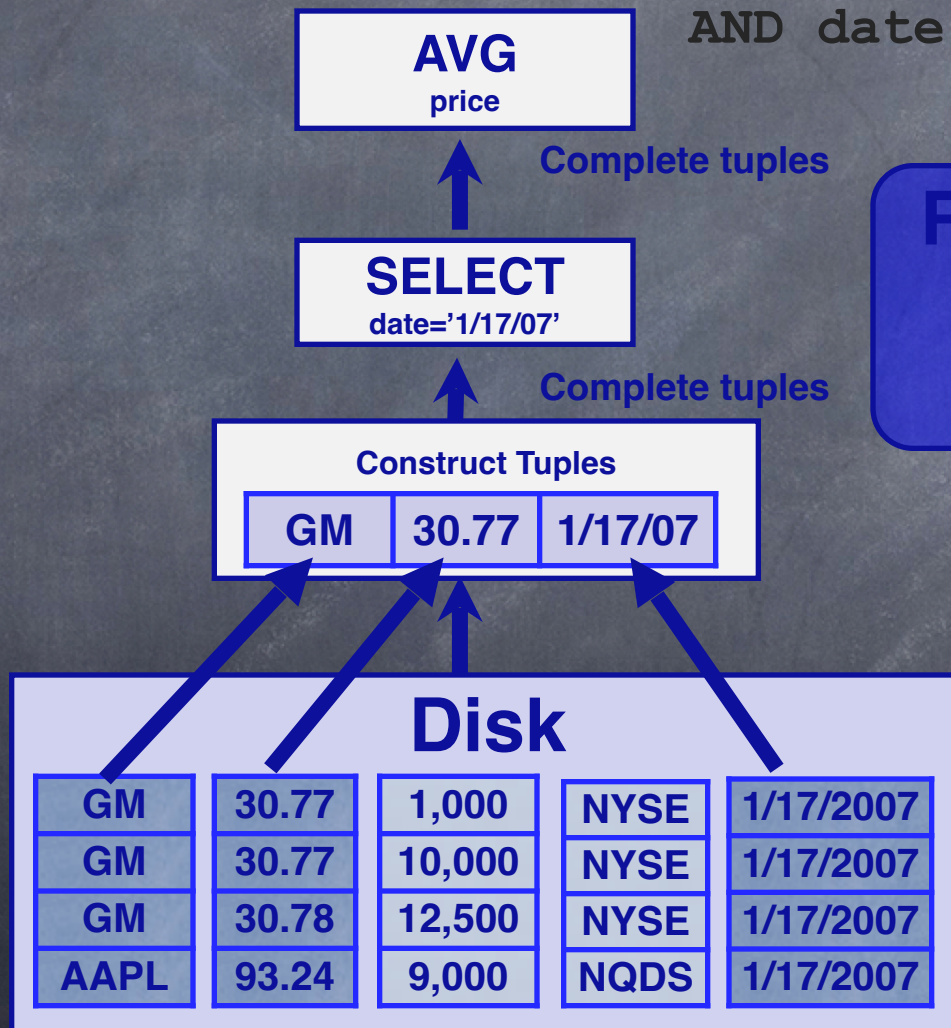 AND date
AVG
price
Complete tuples
SELECT
date=’1/17/07’
Complete tuples
Construct Tuples
GM 30.77 1/17/07
Disk
GM 30.77 1,000 NYSE 1/17/2007
GM 30.77 10,000 NYSE 1/17/2007
GM 30.78 12,500 NYSE 1/17/2007
AAPL 93.24 9,000 NQDS 1/17/2007